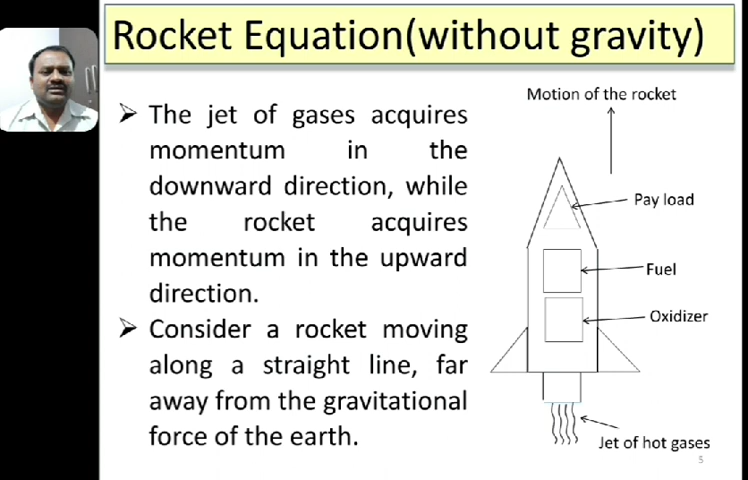 Rocket Equation(without gravity)
➢ The jet of gases acquires
momentum in the
downward direction, while
the rocket acquires
momentum in the upward
direction.
➢ Consider a rocket moving
along a straight line, far
away from the gravitational
force of the earth.
Motion of the rocket
Pay load
Fuel
Oxidizer
Jet of hot gases
5